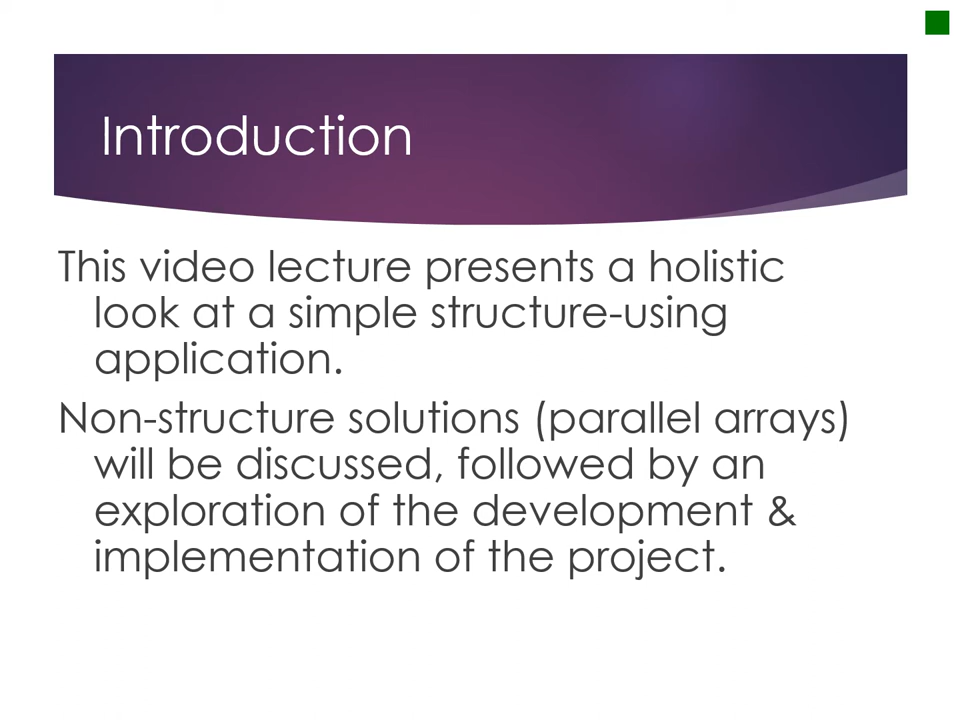 Introduction
This video lecture presents a holistic
look at a simple structure-using
application.
Non-structure solutions (parallel arrays)
will be discussed, followed by an
exploration of the development &
implementation of the project.